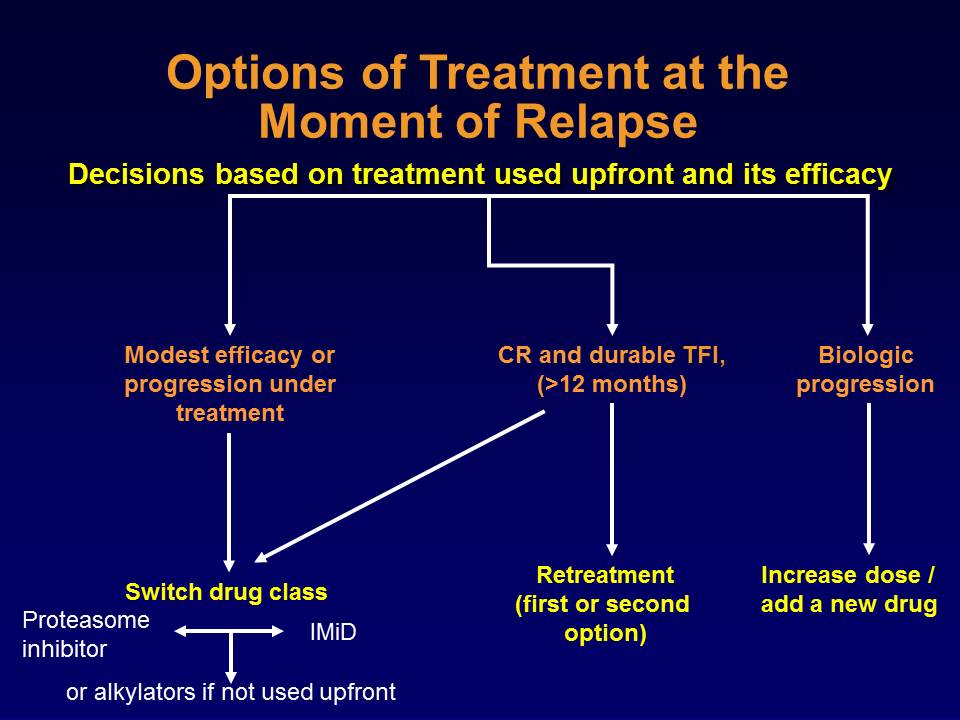 Options of Treatment at the
Moment of Relapse
Decisions based on treatment used upfront and its efficacy
Modest efficacy or
progression under
treatment
CR and durable TFI,
(>12 months)
Biologic
progression
Switch drug class
Proteasome
inhibitor
IMiD
or alkylators if not used upfront
Retreatment
(first or second
option)
Increase dose /
add a new drug